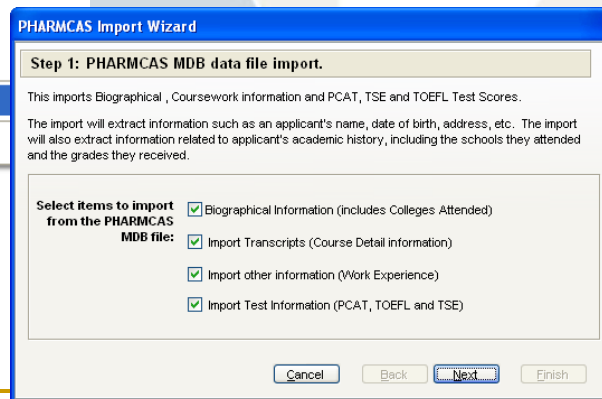 PHARMCAS Import Wizard
Step 1: PHARMCAS MDB data file import.
This imports Biographical , Coursework information and PCAT, TSE and TOEFL Test Scores.
The import will extract information such as an applicant's name, date of birth, address, etc. The import
will also extract information related to applicant's academic history, including the schools they attended
and the grades they received.
Select items to import
from the PHARMCAS
MDB file:
Biographical Information (includes Colleges Attended)
Import Transcripts (Course Detail information)
Import other information (Work Experience)
Import Test Information (PCAT, TOEFL and TSE)
Cancel Back Next Finish